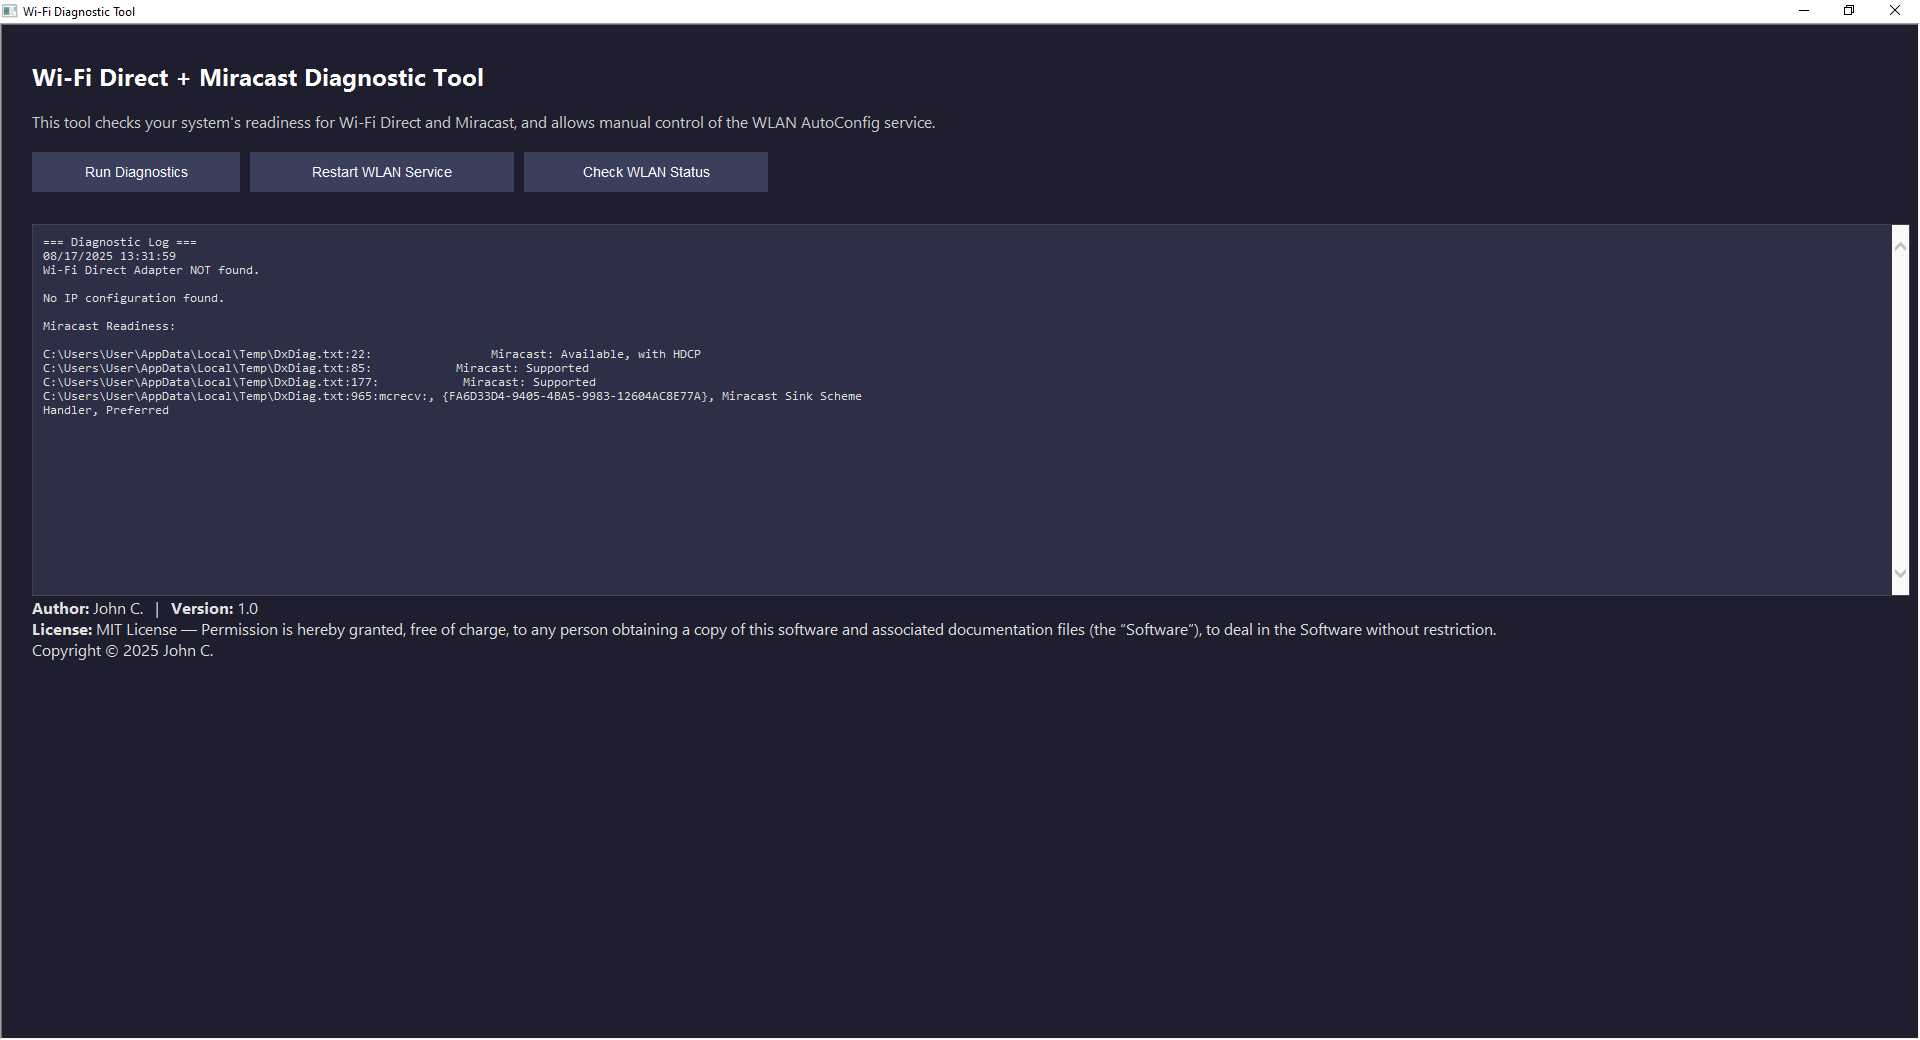 Wi-Fi Diagnostic Tool
Wi-Fi Direct + Miracast Diagnostic Tool
This tool checks your system's readiness for Wi-Fi Direct and Miracast, and allows manual control of the WLAN AutoConfig service.
Run Diagnostics Restart WLAN Service Check WLAN Status
=== Diagnostic Log ===
08/17/2025 13:31:59
Wi-Fi Direct Adapter NOT found.
No IP configuration found.
Miracast Readiness:
C:\Users\User\AppData\Local\Temp\DxDiag.txt:22: Miracast: Available, with HDCP
C:\Users\User\AppData\Local\Temp\DxDiag.txt:85: Miracast: Supported
C:\Users\User\AppData\Local\Temp\DxDiag.txt:177: Miracast: Supported
C:\Users\User\AppData\Local\Temp\DxDiag.txt:965:mcrecv:, {FA6D33D4-9405-4BA5-9983-12604AC8E77A}, Miracast Sink Scheme
Handler, Preferred
Author: John C. | Version: 1.0
License: MIT License — Permission is hereby granted, free of charge, to any person obtaining a copy of this software and associated documentation files (the “Software”), to deal in the Software without restriction.
Copyright © 2025 John C.